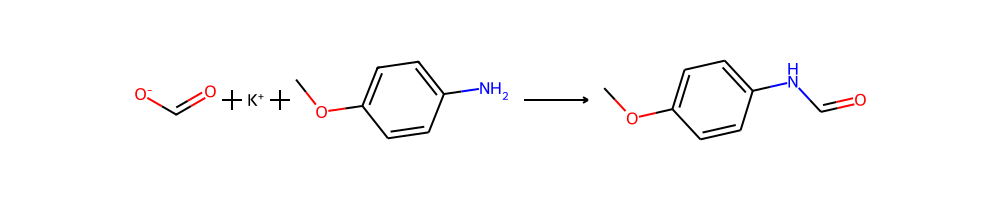 O⁻ O + K⁺ + O NH₂ O H N O